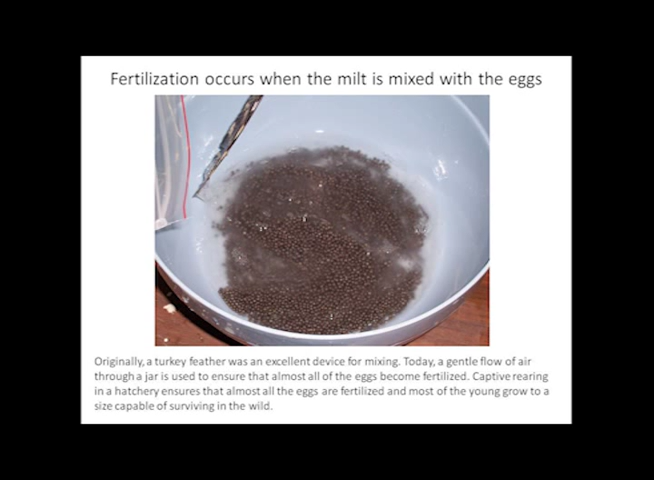 Fertilization occurs when the milt is mixed with the eggs
Originally, a turkey feather was an excellent device for mixing. Today, a gentle flow of air
through a jar is used to ensure that almost all of the eggs become fertilized. Captive rearing
in a hatchery ensures that almost all the eggs are fertilized and most of the young grow to a
size capable of surviving in the wild.